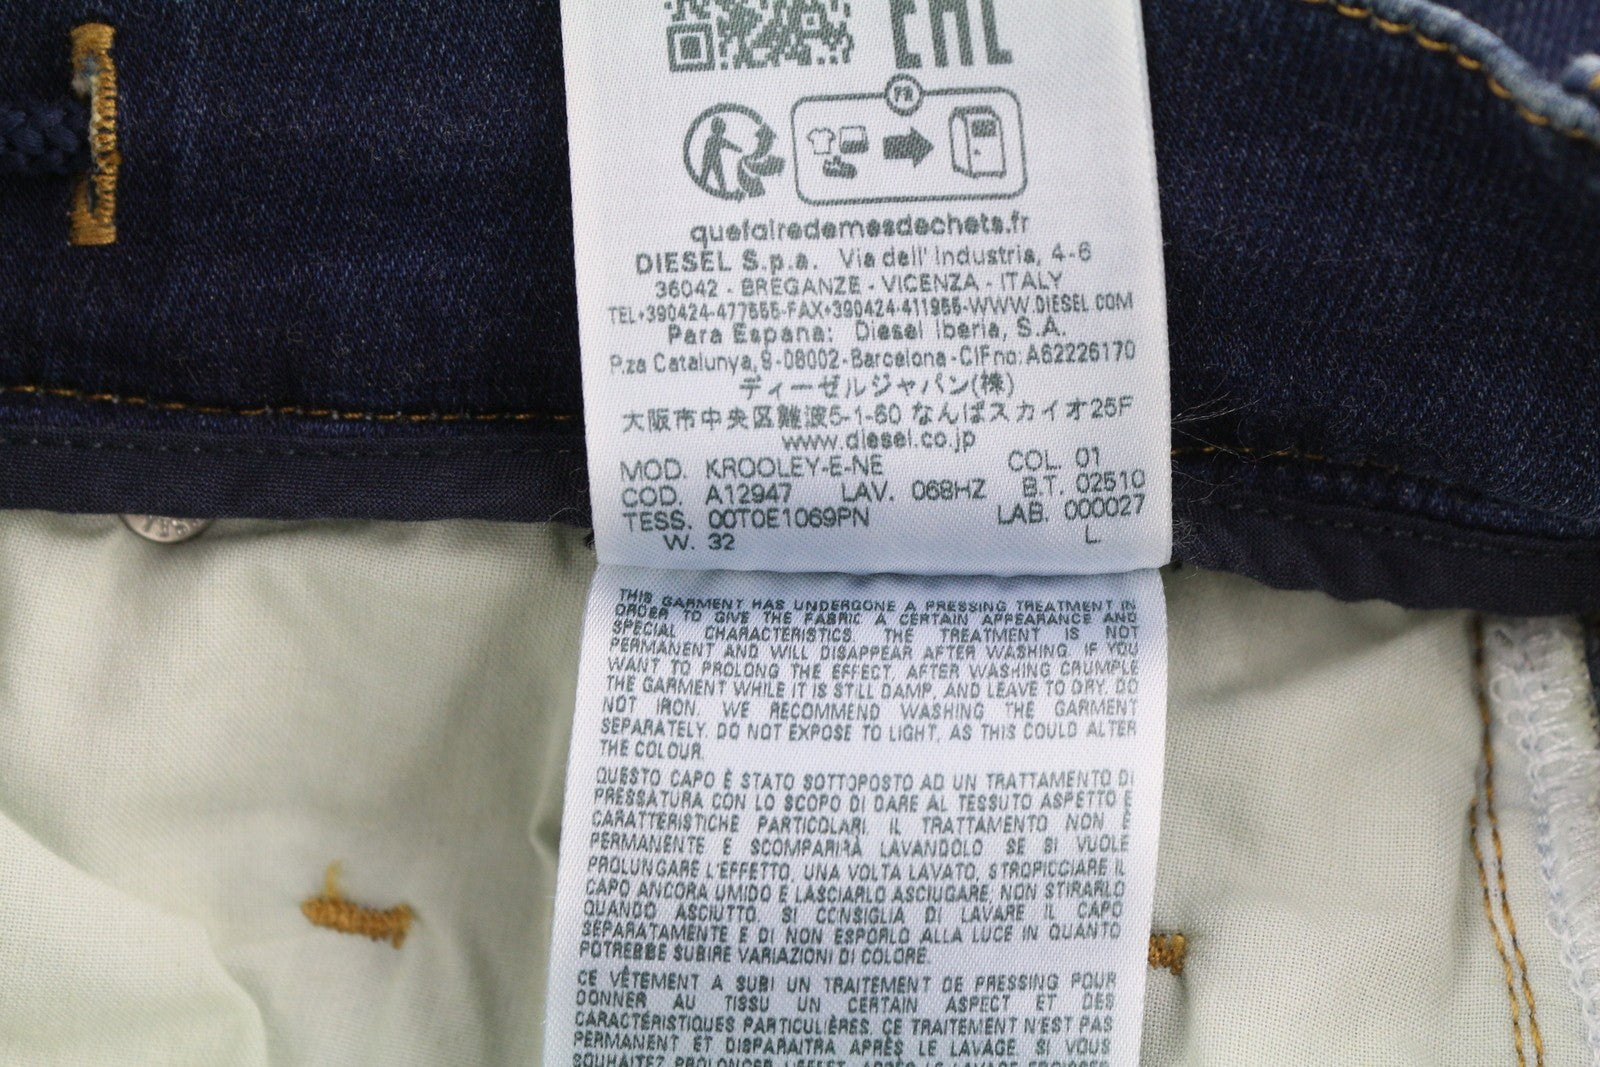 EAC
FR
quefairedemesdechets.fr
DIESEL S.p.a. Via dell' Industria, 4-6
36042 - BREGANZE - VICENZA - ITALY
TEL+390424-477555-FAX+390424-411955-WWW.DIESEL.COM
Para Espana: Diesel Iberia, S.A.
P.za Catalunya,9-08002-Barcelona-CIFno:A62226170
ディーゼルジャパン(株)
大阪市中央区難波5-1-60 なんばスカイオ25F
www.diesel.co.jp
MOD. KROOLEY-E-NE COL. 01
COD. A12947 LAV. 068HZ B.T. 02510
TESS. 00T0E1069PN LAB. 000027
W. 32 L.
THIS GARMENT HAS UNDERGONE A PRESSING TREATMENT IN
ORDER TO GIVE THE FABRIC A CERTAIN APPEARANCE AND
SPECIAL CHARACTERISTICS. THE TREATMENT IS NOT
PERMANENT AND WILL DISAPPEAR AFTER WASHING. IF YOU
WANT TO PROLONG THE EFFECT, AFTER WASHING CRUMPLE
THE GARMENT WHILE IT IS STILL DAMP, AND LEAVE TO DRY. DO
NOT IRON. WE RECOMMEND WASHING THE GARMENT
SEPARATELY. DO NOT EXPOSE TO LIGHT, AS THIS COULD ALTER
THE COLOUR.
QUESTO CAPO È STATO SOTTOPOSTO AD UN TRATTAMENTO DI
PRESSATURA CON LO SCOPO DI DARE AL TESSUTO ASPETTO E
CARATTERISTICHE PARTICOLARI. IL TRATTAMENTO NON È
PERMANENTE E SCOMPARIRÀ LAVANDOLO. SE SI VUOLE
PROLUNGARE L'EFFETTO, UNA VOLTA LAVATO, STROPICCIARE IL
CAPO ANCORA UMIDO E LASCIARLO ASCIUGARE; NON STIRARLO
QUANDO ASCIUTTO. SI CONSIGLIA DI LAVARE IL CAPO
SEPARATAMENTE E DI NON ESPORLO ALLA LUCE IN QUANTO
POTREBBE SUBIRE VARIAZIONI DI COLORE.
CE VÊTEMENT A SUBI UN TRAITEMENT DE PRESSING POUR
DONNER AU TISSU UN CERTAIN ASPECT ET DES
CARACTÉRISTIQUES PARTICULIÈRES. CE TRAITEMENT N'EST PAS
PERMANENT ET DISPARAITRA APRÈS LE LAVAGE. SI VOUS
SOUHAITEZ PROLONGER L'EFFET, APRÈS LE LAVAGE FROISSER